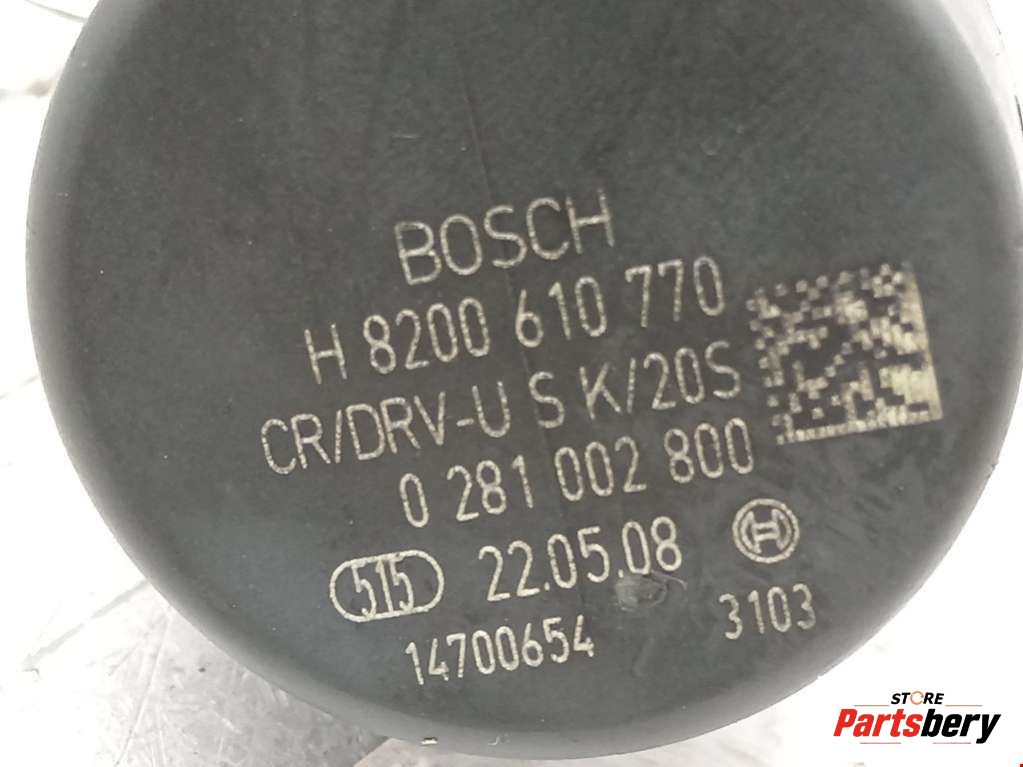 BOSCH
H 8200 610 770
CR/DRV-U S K/20S
0 281 002 800
515 22.05.08
14700654 3103
STORE
Partsbery